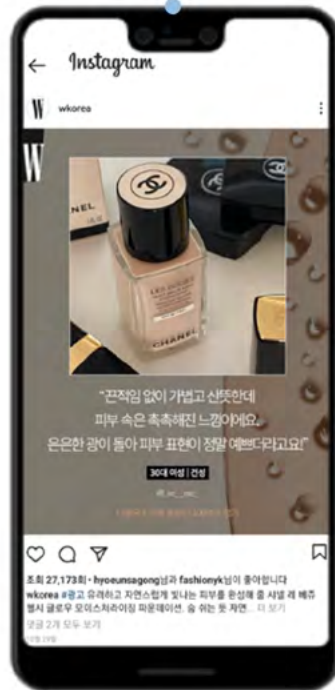 Instagram
W wkorea
W
CHANEL
LES BEIGES
CHANEL
“끈적임 없이 가볍고 산뜻한데
피부 속은 촉촉해진 느낌이에요.
은은한 광이 돌아 피부 표현이 정말 예쁘더라고요!”
30대 여성 | 건성
조회 27,173회 • hyoeunsagong님과 fashionyk님이 좋아합니다
wkorea #광고 유려하고 자연스럽게 빛나는 피부를 완성해 줄 샤넬 레 베쥬
헬시 글로우 모이스처라이징 파운데이션. 숨 쉬는 듯 자연... 더 보기
댓글 2개 모두 보기